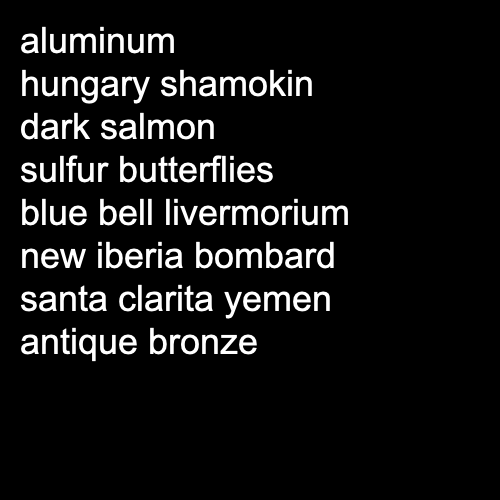 aluminum
hungary shamokin
dark salmon
sulfur butterflies
blue bell livermorium
new iberia bombard
santa clarita yemen
antique bronze